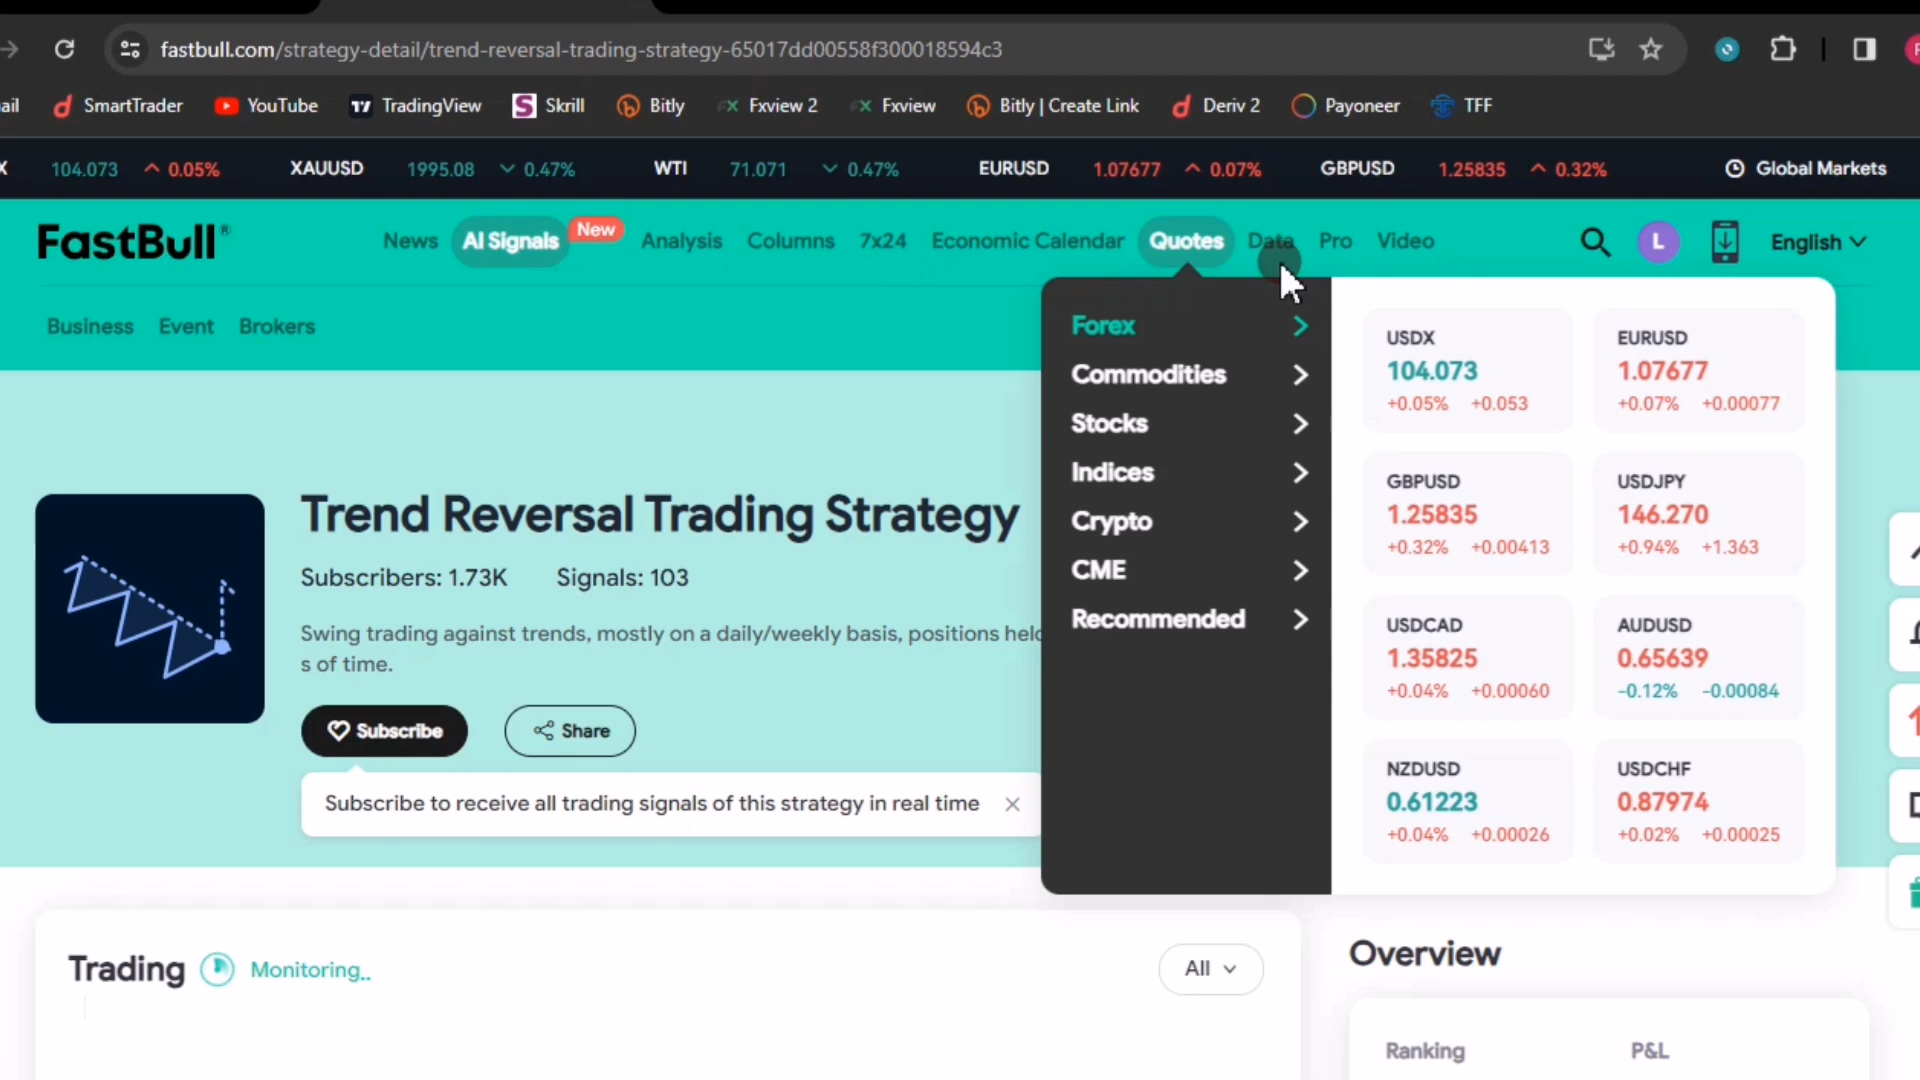 fastbull.com/strategy-detail/trend-reversal-trading-strategy-65017dd00558f300018594c3
ail SmartTrader YouTube TradingView Skrill Bitly Fxview 2 Fxview Bitly | Create Link Deriv 2 Payoneer TFF
X 104.073 0.05% XAUUSD 1995.08 0.47% WTI 71.071 0.47% EURUSD 1.07677 0.07% GBPUSD 1.25835 0.32% Global Markets
FastBull® News AI Signals New Analysis Columns 7x24 Economic Calendar Quotes Data Pro Video L English
Business Event Brokers
Forex
Commodities
Stocks
Indices
Crypto
CME
Recommended
USDX
104.073
+0.05% +0.053
EURUSD
1.07677
+0.07% +0.00077
GBPUSD
1.25835
+0.32% +0.00413
USDJPY
146.270
+0.94% +1.363
USDCAD
1.35825
+0.04% +0.00060
AUDUSD
0.65639
-0.12% -0.00084
NZDUSD
0.61223
+0.04% +0.00026
USDCHF
0.87974
+0.02% +0.00025
Trend Reversal Trading Strategy
Subscribers: 1.73K Signals: 103
Swing trading against trends, mostly on a daily/weekly basis, positions held
s of time.
Subscribe Share
Subscribe to receive all trading signals of this strategy in real time
Trading Monitoring.. All
Overview
Ranking P&L